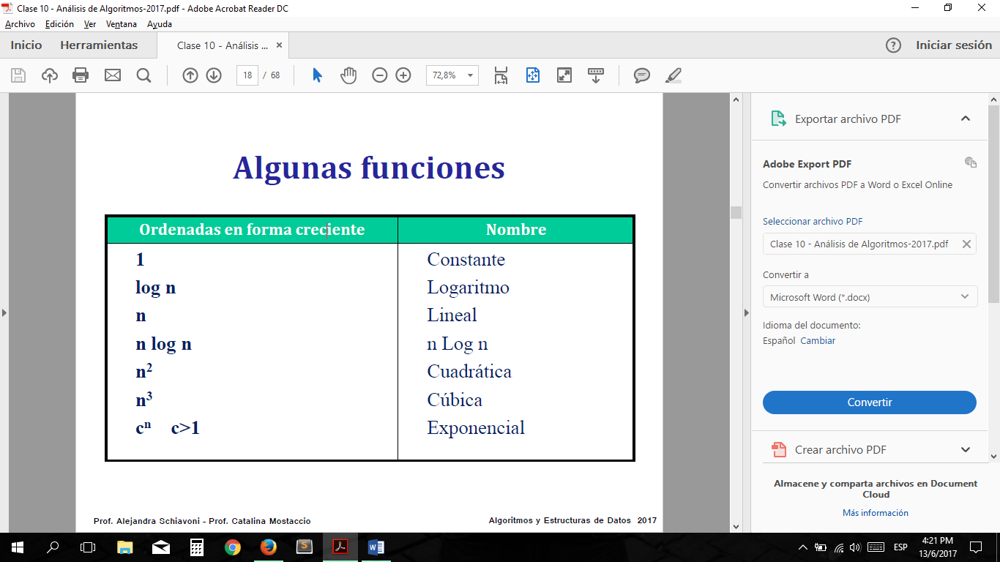 Clase 10 - Análisis de Algoritmos-2017.pdf - Adobe Acrobat Reader DC
Archivo Edición Ver Ventana Ayuda
Inicio Herramientas Clase 10 - Análisis ... Iniciar sesión
18 / 68 72,8%
Algunas funciones
Ordenadas en forma creciente Nombre
1 Constante
log n Logaritmo
n Lineal
n log n n Log n
n² Cuadrática
n³ Cúbica
cⁿ c>1 Exponencial
Prof. Alejandra Schiavoni - Prof. Catalina Mostaccio Algoritmos y Estructuras de Datos 2017
Exportar archivo PDF
Adobe Export PDF
Convertir archivos PDF a Word o Excel Online
Seleccionar archivo PDF
Clase 10 - Análisis de Algoritmos-2017.pdf
Convertir a
Microsoft Word (*.docx)
Idioma del documento:
Español Cambiar
Convertir
Crear archivo PDF
Almacene y comparta archivos en Document
Cloud
Más información
ESP
4:21 PM
13/6/2017